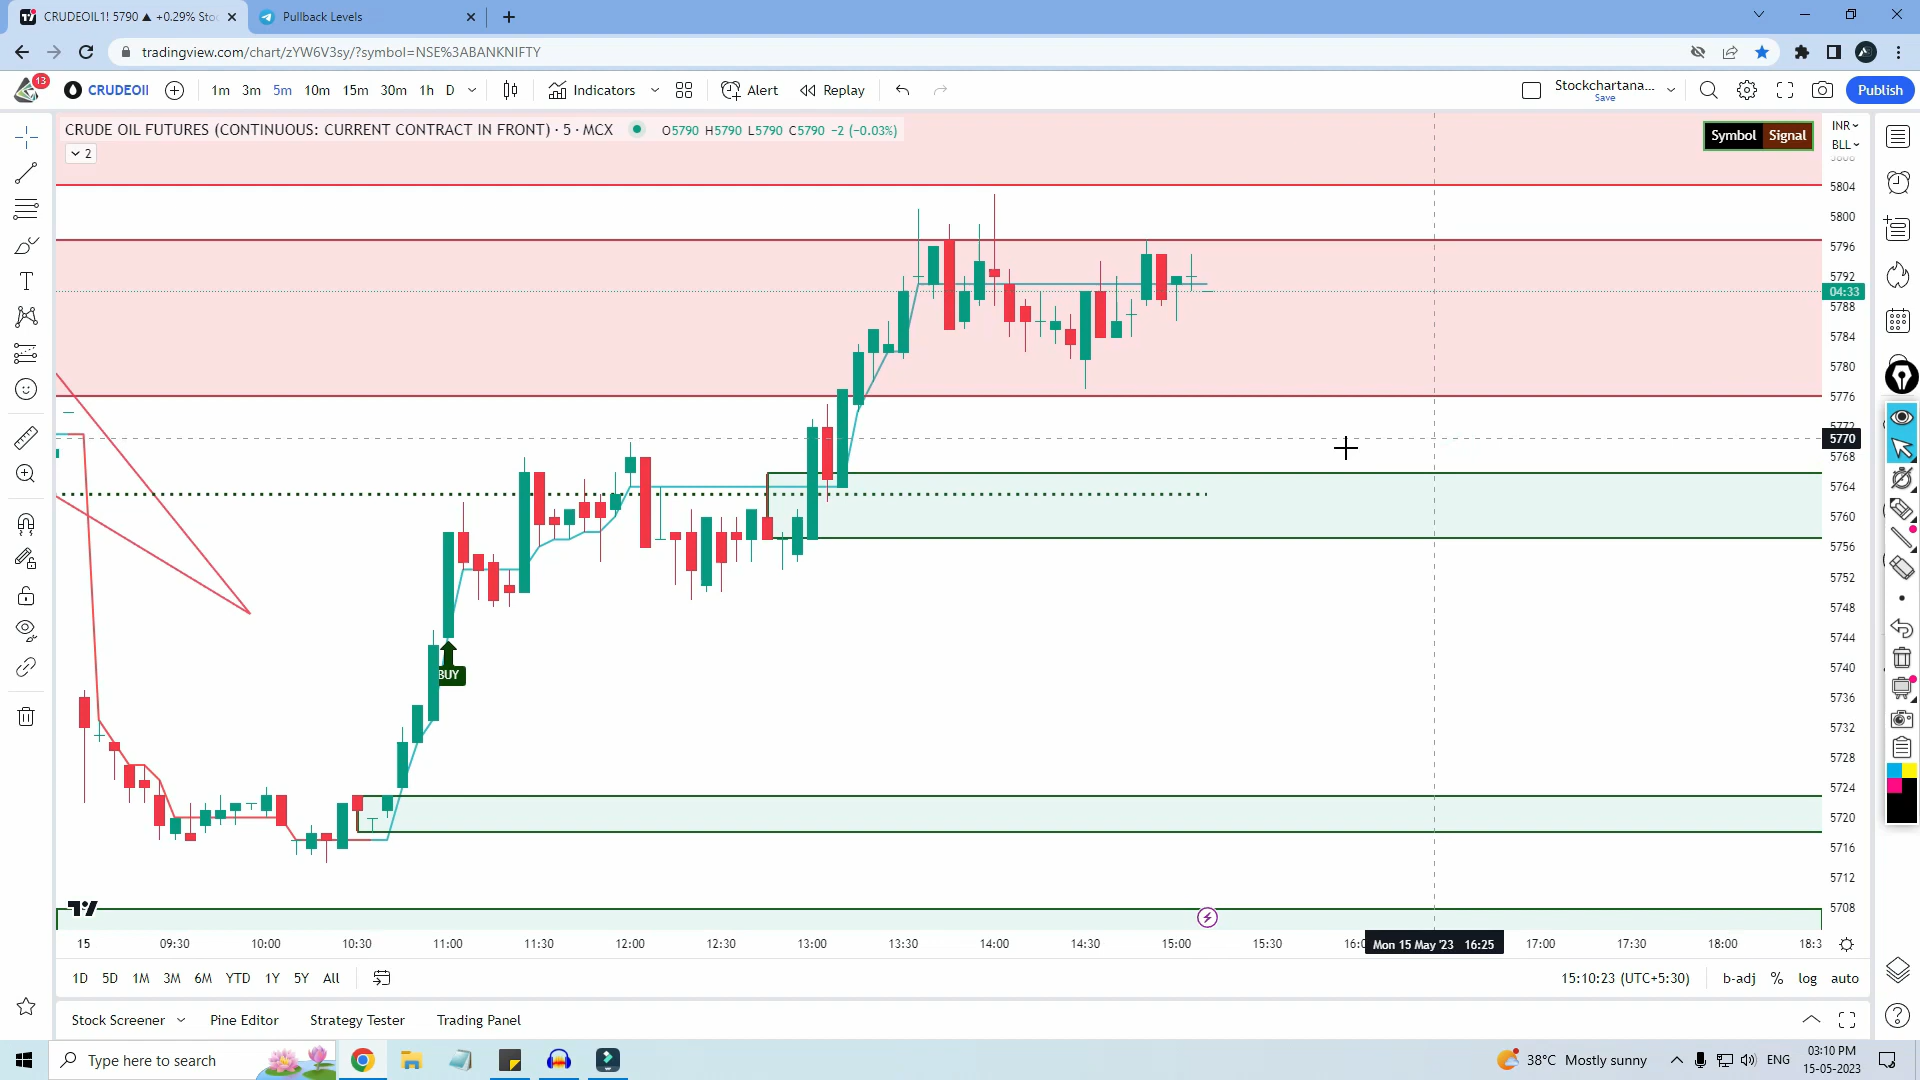 CRUDEOIL1! 5790 ▲ +0.29% Sto
Pullback Levels
tradingview.com/chart/zYW6V3sy/?symbol=NSE%3ABANKNIFTY
13
CRUDEOIl
1m 3m 5m 10m 15m 30m 1h D
Indicators
Alert
Replay
Stockchartana...
Save
Publish
CRUDE OIL FUTURES (CONTINUOUS: CURRENT CONTRACT IN FRONT) · 5 · MCX
O5790 H5790 L5790 C5790 −2 (−0.03%)
2
Symbol Signal
INR
BLL
5804
5800
5796
5792
04:33
5788
5784
5780
5776
5772
5770
5768
5764
5760
5756
5752
5748
5744
5740
5736
5732
5728
5724
5720
5716
5712
5708
BUY
15 09:30 10:00 10:30 11:00 11:30 12:00 12:30 13:00 13:30 14:00 14:30 15:00 15:30 16:0 Mon 15 May '23 16:25 17:00 17:30 18:00 18:3
1D 5D 1M 3M 6M YTD 1Y 5Y All
15:10:23 (UTC+5:30)
b-adj % log auto
Stock Screener
Pine Editor
Strategy Tester
Trading Panel
Type here to search
38°C Mostly sunny
ENG
03:10 PM
15-05-2023